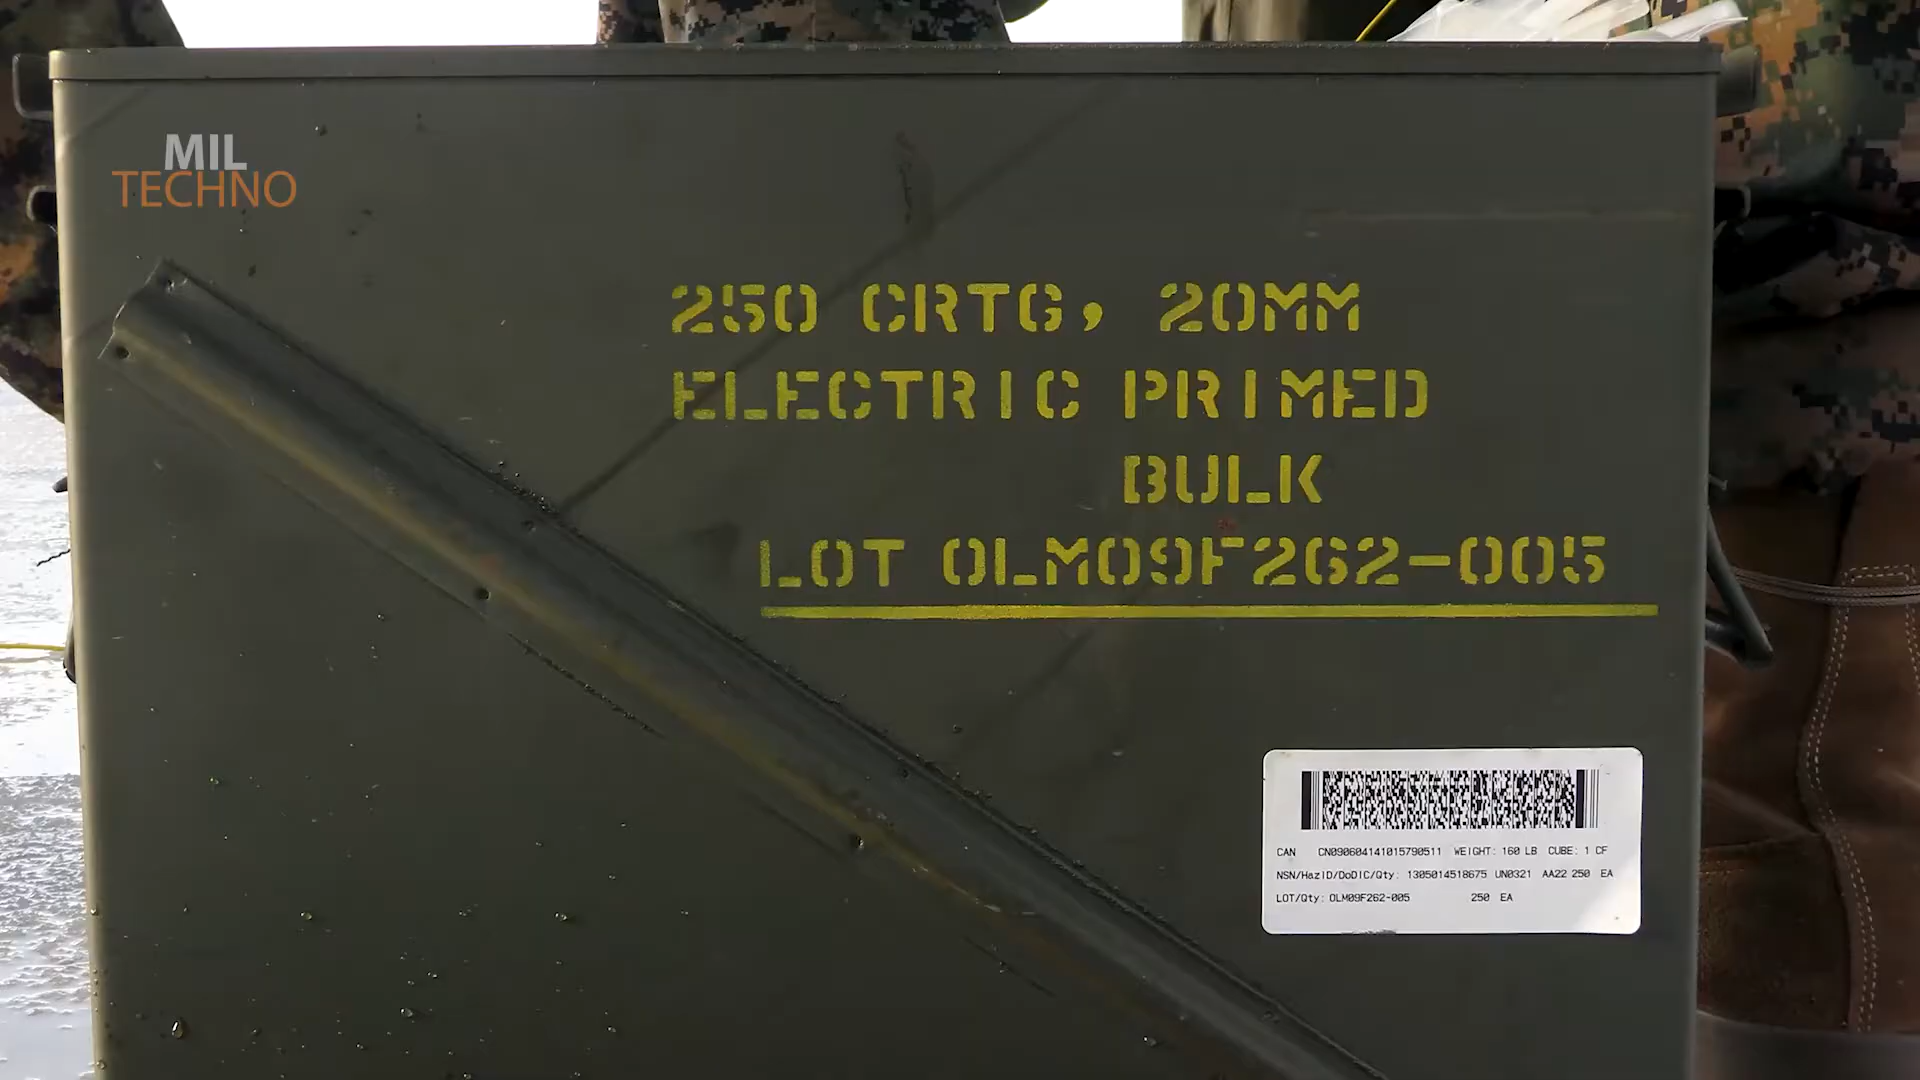 MIL
TECHNO
250 CRTG, 20MM
ELECTRIC PRIMED
BULK
LOT OLM09F262-005
CAN CN090604141015790511 WEIGHT: 160 LB CUBE: 1 CF
NSN/HazID/DoDIC/Qty: 1305014518675 UN0321 AA22 250 EA
LOT/Qty: OLM09F262-005 250 EA